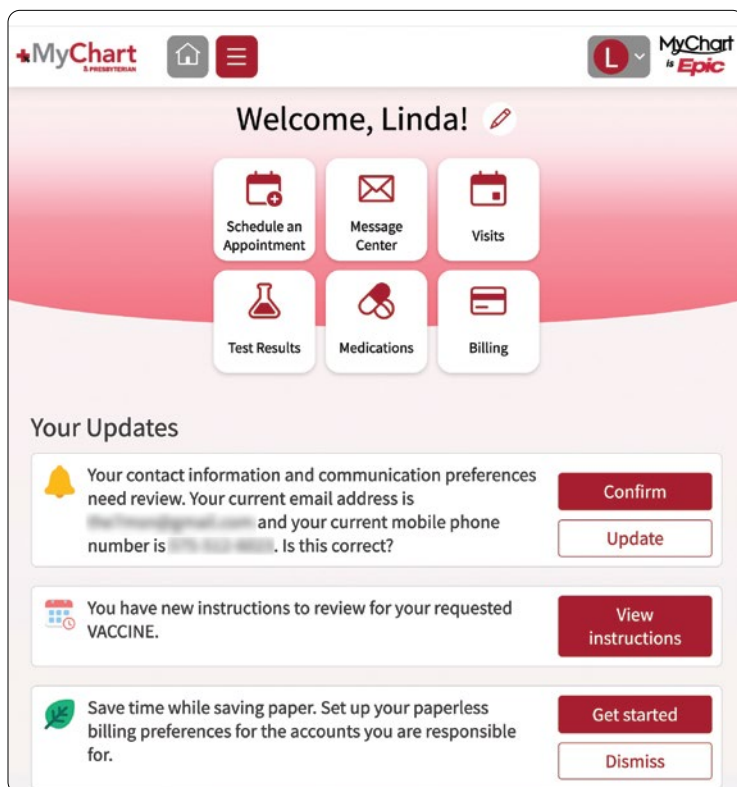 MyChart
& PRESBYTERIAN
L
MyChart
is Epic
Welcome, Linda!
Schedule an
Appointment
Message
Center
Visits
Test Results
Medications
Billing
Your Updates
Your contact information and communication preferences
need review. Your current email address is
and your current mobile phone
number is . Is this correct?
Confirm
Update
You have new instructions to review for your requested
VACCINE.
View
instructions
Save time while saving paper. Set up your paperless
billing preferences for the accounts you are responsible
for.
Get started
Dismiss